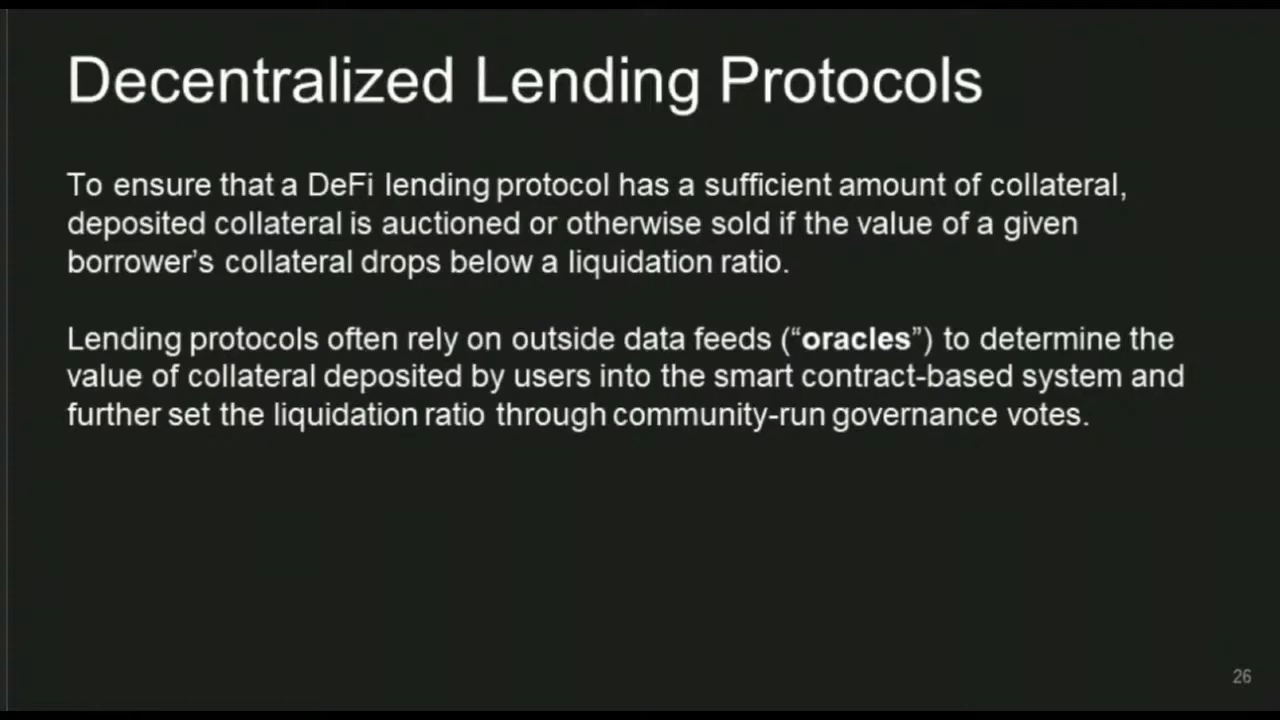 Decentralized Lending Protocols
To ensure that a DeFi lending protocol has a sufficient amount of collateral,
deposited collateral is auctioned or otherwise sold if the value of a given
borrower’s collateral drops below a liquidation ratio.
Lending protocols often rely on outside data feeds (“oracles”) to determine the
value of collateral deposited by users into the smart contract-based system and
further set the liquidation ratio through community-run governance votes.
26